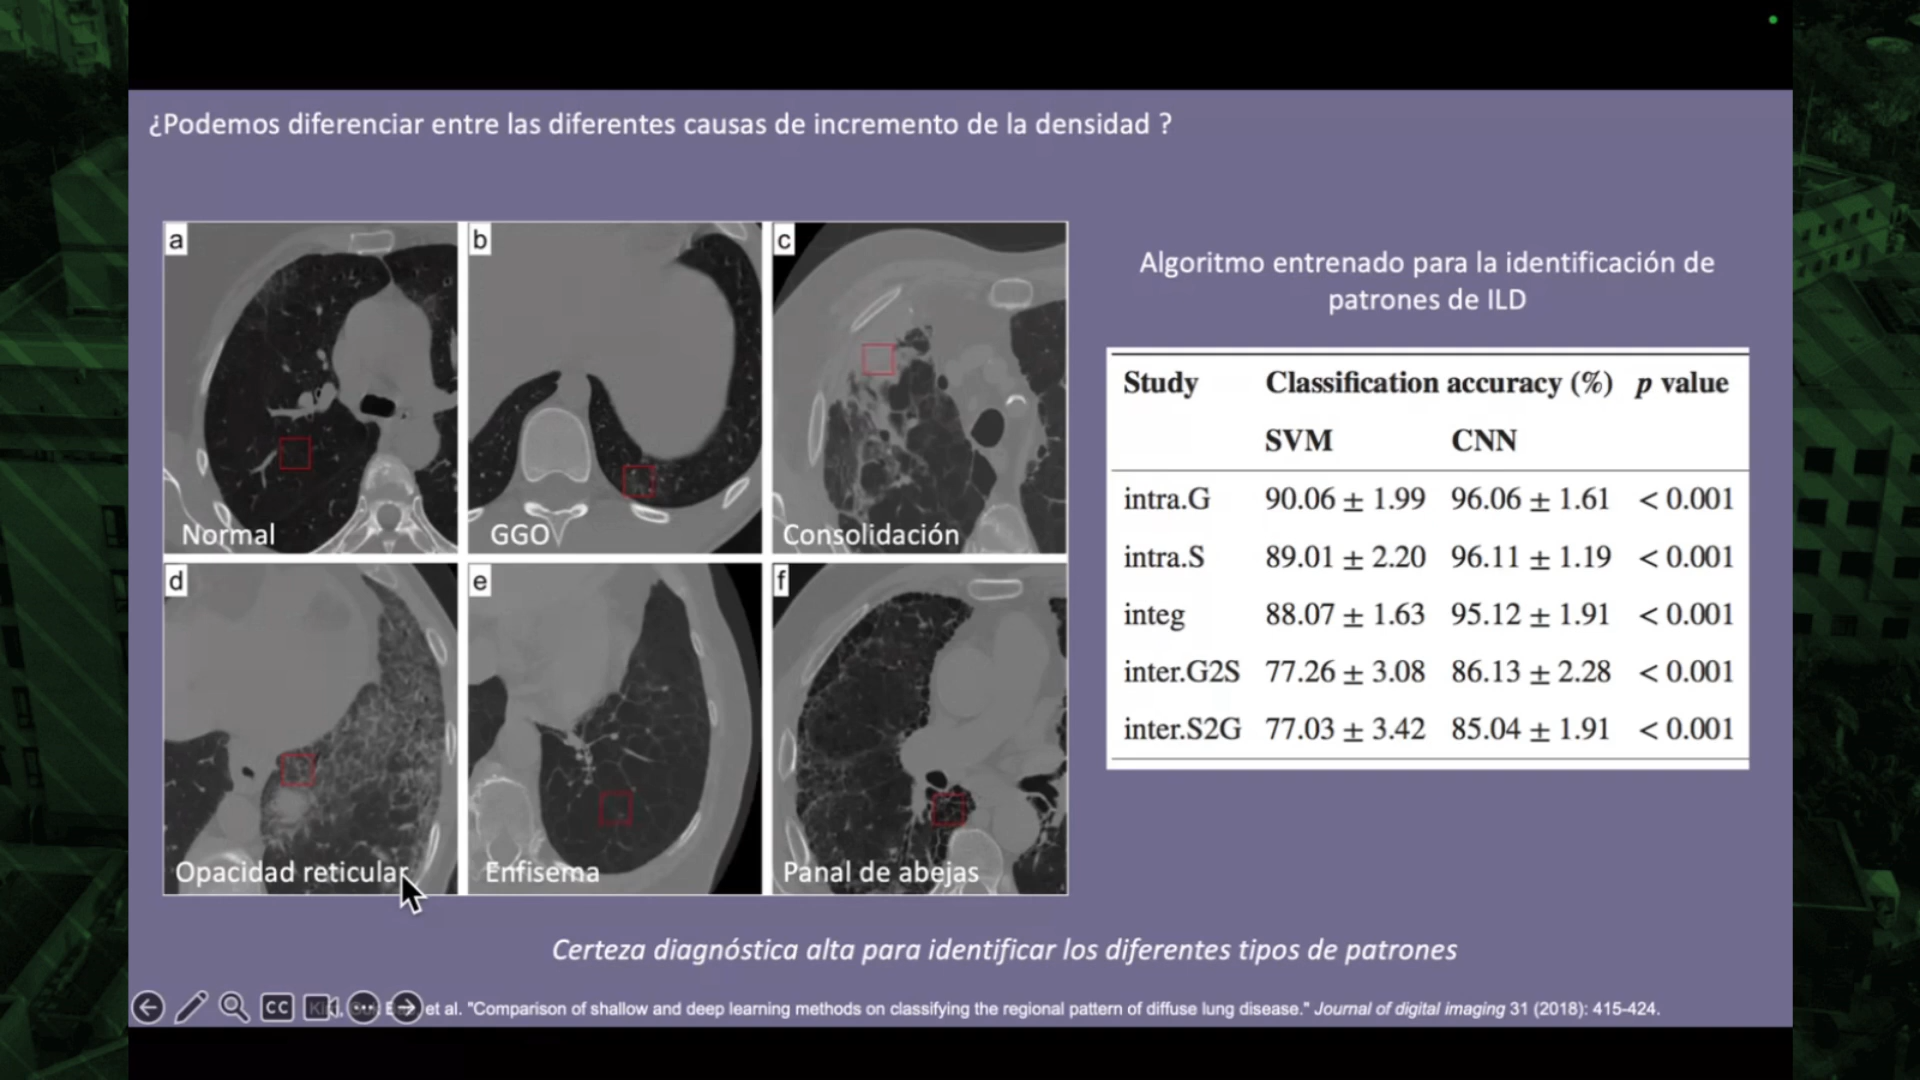 ¿Podemos diferenciar entre las diferentes causas de incremento de la densidad ?
a
b
c
Normal
GGO
Consolidación
d
e
f
Opacidad reticular
Enfisema
Panal de abejas
Algoritmo entrenado para la identificación de
patrones de ILD
Study Classification accuracy (%) p value
SVM CNN
intra.G 90.06 ± 1.99 96.06 ± 1.61 < 0.001
intra.S 89.01 ± 2.20 96.11 ± 1.19 < 0.001
integ 88.07 ± 1.63 95.12 ± 1.91 < 0.001
inter.G2S 77.26 ± 3.08 86.13 ± 2.28 < 0.001
inter.S2G 77.03 ± 3.42 85.04 ± 1.91 < 0.001
Certeza diagnóstica alta para identificar los diferentes tipos de patrones
CC
et al. "Comparison of shallow and deep learning methods on classifying the regional pattern of diffuse lung disease." Journal of digital imaging 31 (2018): 415-424.